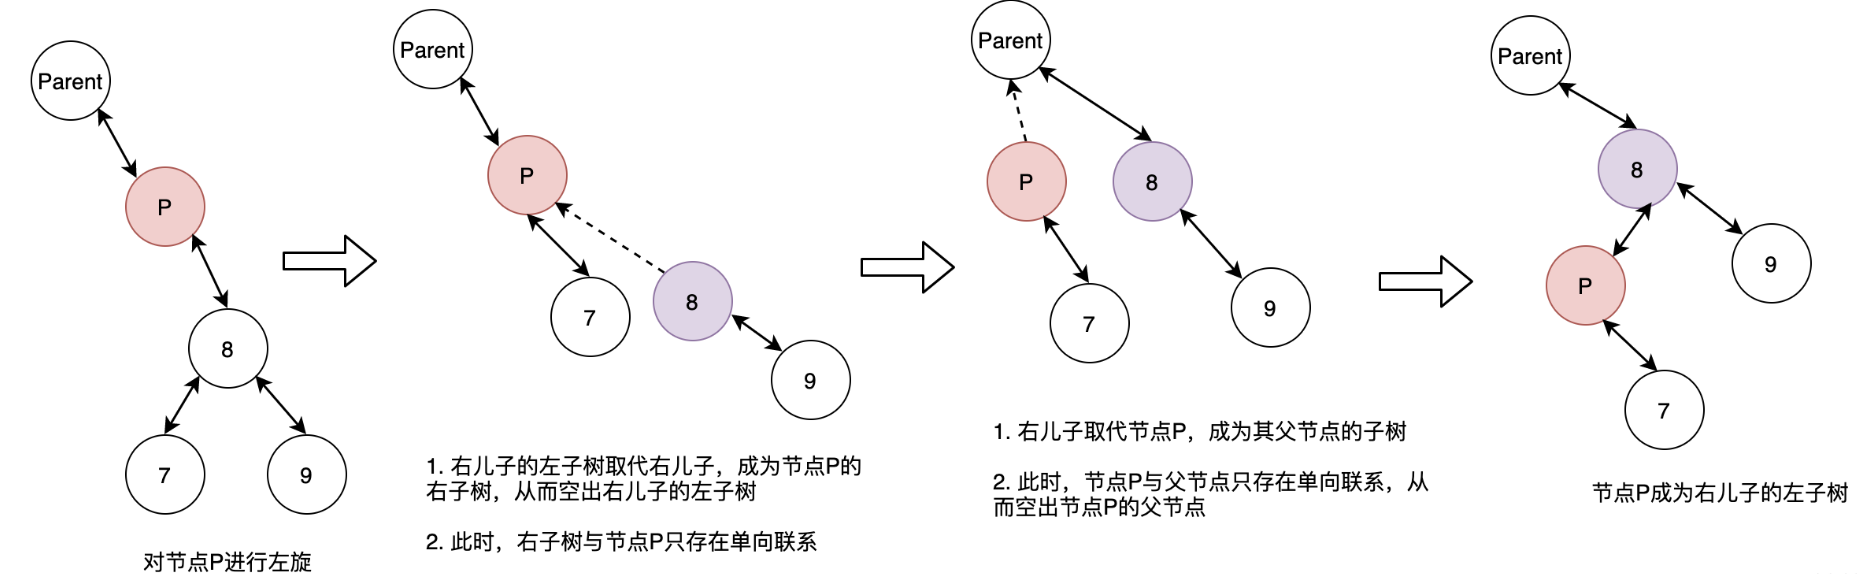 Parent
P
8
7
9
对节点P进行左旋
Parent
P
7
8
9
1. 右儿子的左子树取代右儿子，成为节点P的
右子树，从而空出右儿子的左子树
2. 此时，右子树与节点P只存在单向联系
Parent
P
8
7
9
1. 右儿子取代节点P，成为其父节点的子树
2. 此时，节点P与父节点只存在单向联系，从
而空出节点P的父节点
Parent
8
P
9
7
节点P成为右儿子的左子树